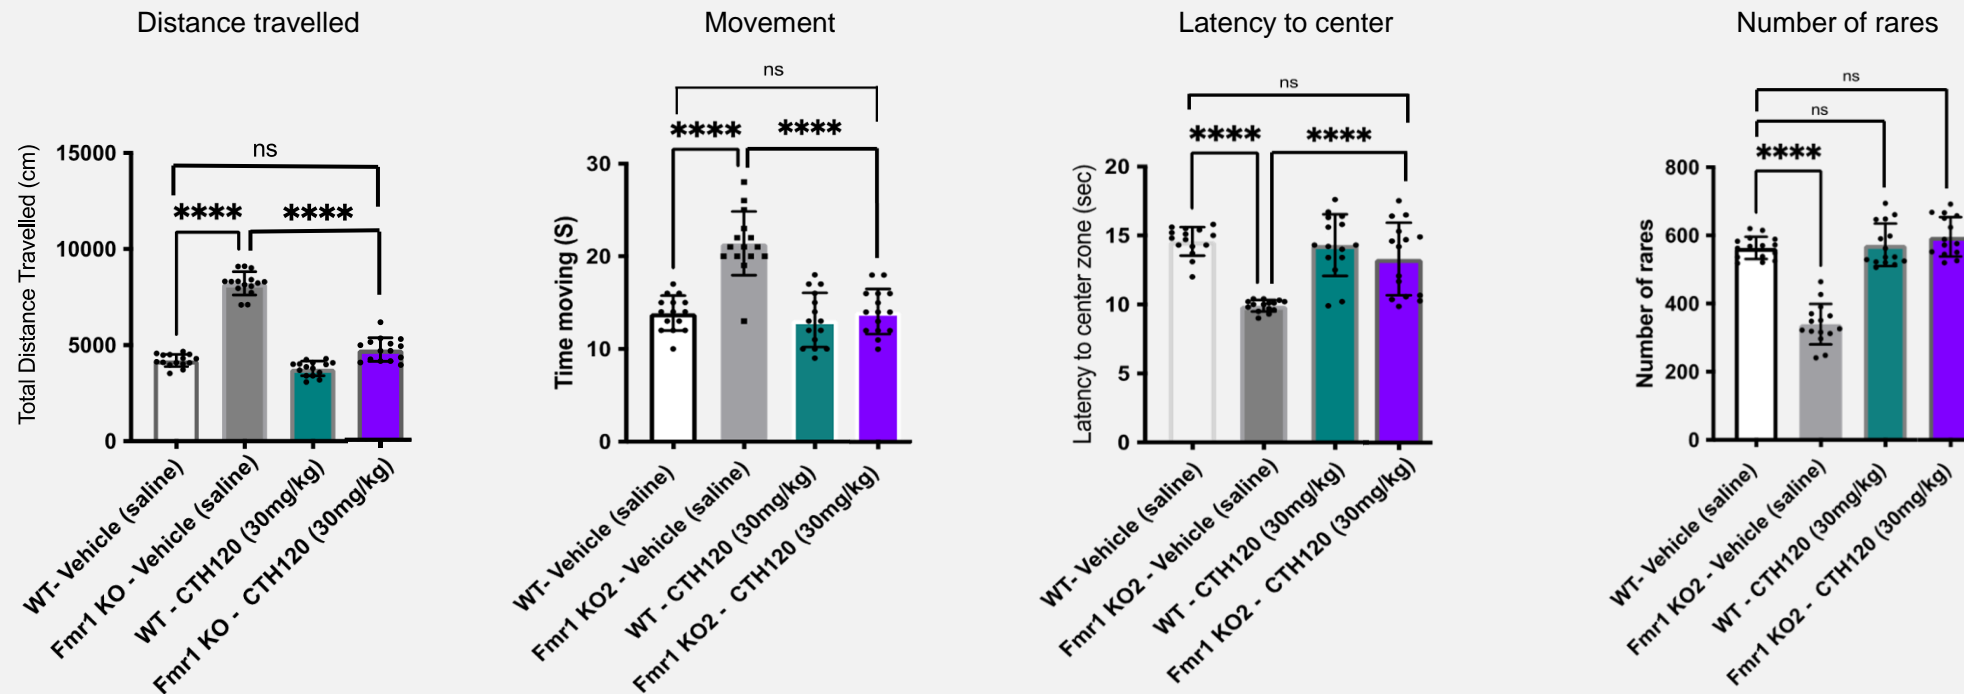 Distance travelled
ns
****
****
Total Distance Travelled (cm)
15000
10000
5000
0
WT- Vehicle (saline)
Fmr1 KO - Vehicle (saline)
WT - CTH120 (30mg/kg)
Fmr1 KO - CTH120 (30mg/kg)
Movement
ns
****
****
Time moving (S)
30
20
10
0
WT- Vehicle (saline)
Fmr1 KO2 - Vehicle (saline)
WT - CTH120 (30mg/kg)
Fmr1 KO2 - CTH120 (30mg/kg)
Latency to center
ns
****
****
Latency to center zone (sec)
20
15
10
5
0
WT- Vehicle (saline)
Fmr1 KO2 - Vehicle (saline)
WT - CTH120 (30mg/kg)
Fmr1 KO2 - CTH120 (30mg/kg)
Number of rares
ns
ns
****
Number of rares
800
600
400
200
0
WT- Vehicle (saline)
Fmr1 KO2 - Vehicle (saline)
WT - CTH120 (30mg/kg)
Fmr1 KO2 - CTH120 (30mg/kg)